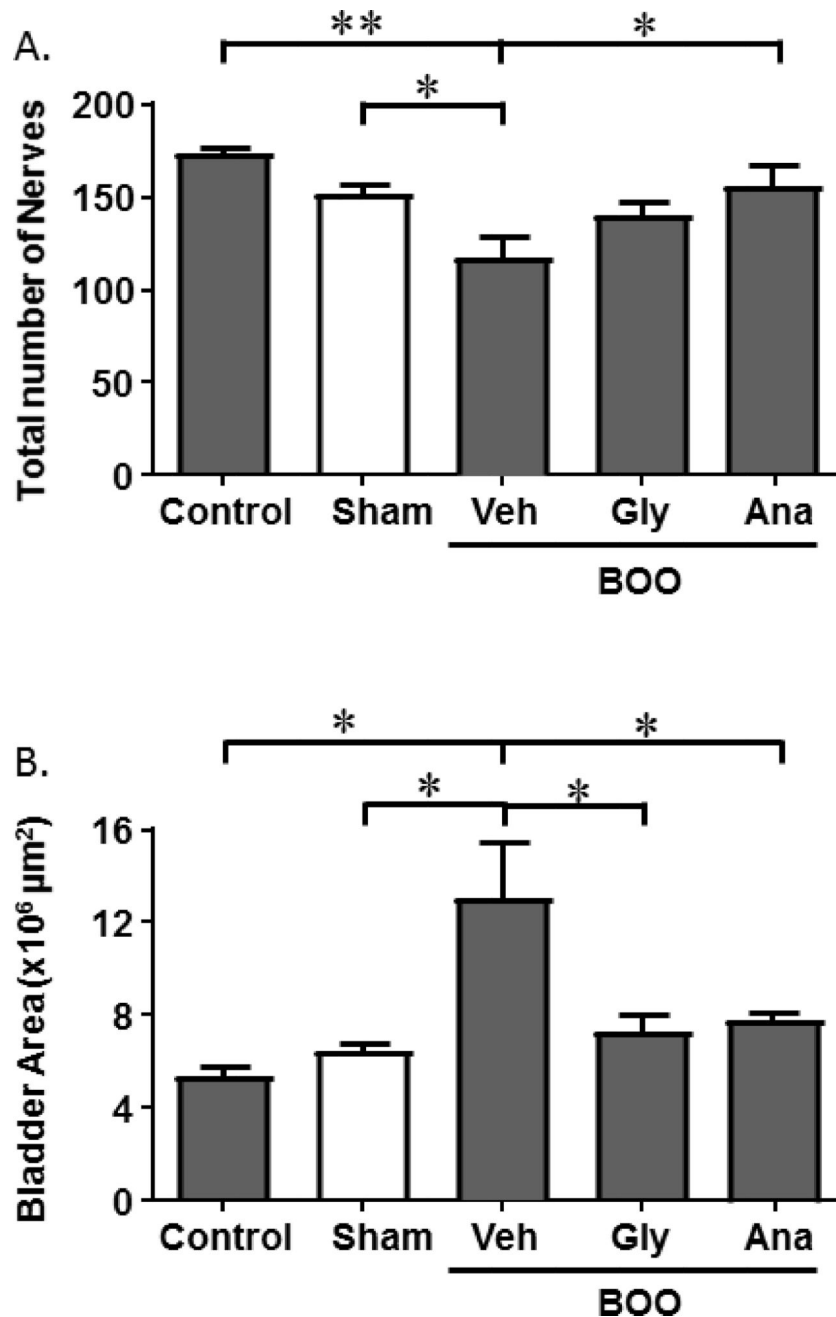 A.
** *
*
Total number of Nerves
200
150
100
50
0
Control Sham Veh Gly Ana
BOO
B.
* *
* *
Bladder Area (x10⁶ µm²)
16
12
8
4
0
Control Sham Veh Gly Ana
BOO